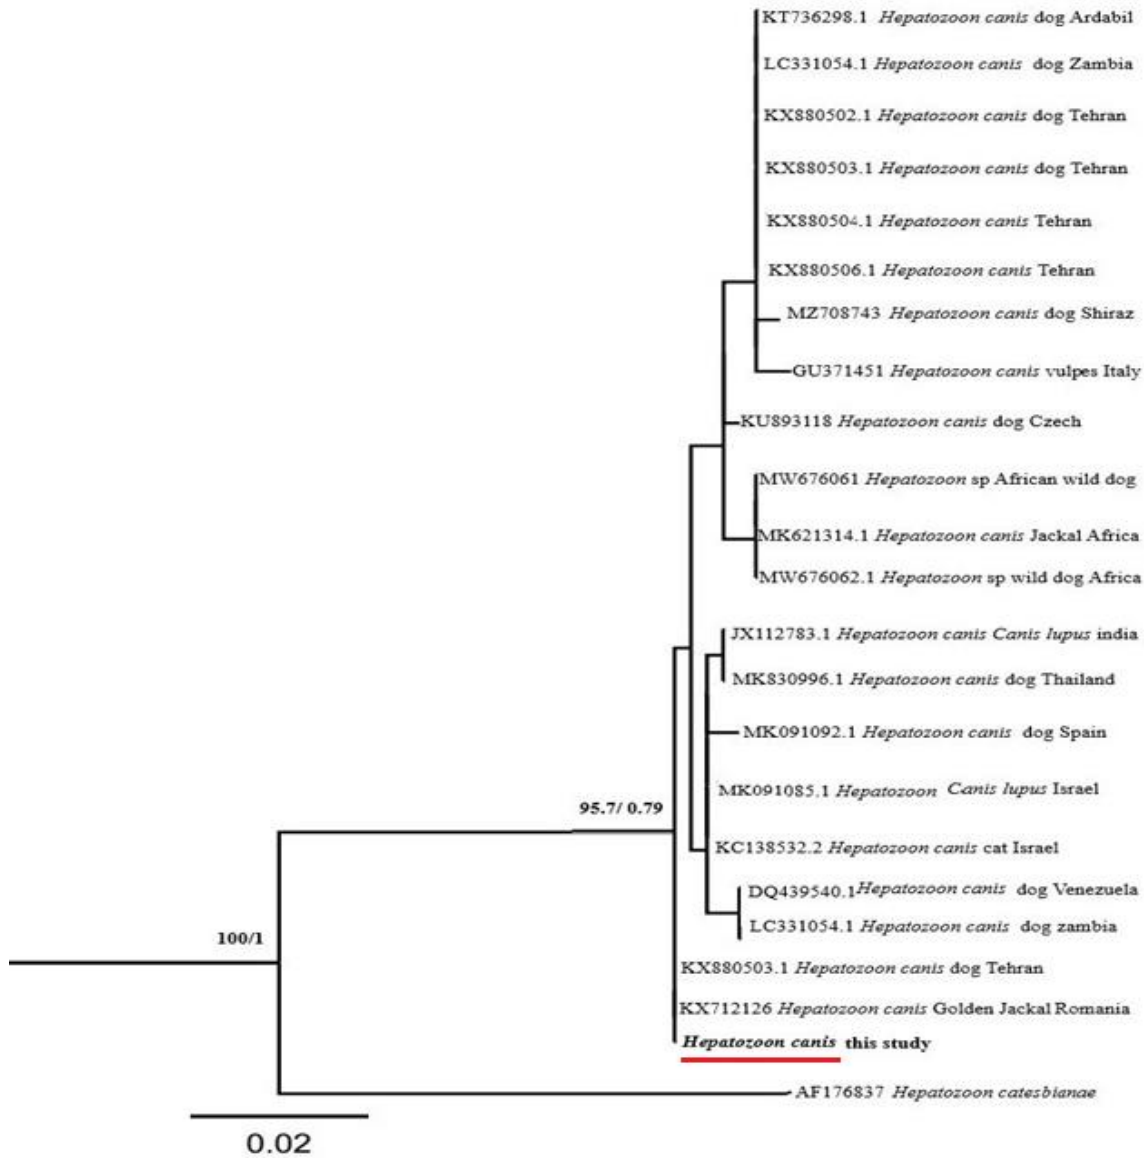 KT736298.1 Hepatozoon canis dog Ardabil
LC331054.1 Hepatozoon canis dog Zambia
KX880502.1 Hepatozoon canis dog Tehran
KX880503.1 Hepatozoon canis dog Tehran
KX880504.1 Hepatozoon canis Tehran
KX880506.1 Hepatozoon canis Tehran
MZ708743 Hepatozoon canis dog Shiraz
GU371451 Hepatozoon canis vulpes Italy
KU893118 Hepatozoon canis dog Czech
MW676061 Hepatozoon sp African wild dog
MK621314.1 Hepatozoon canis Jackal Africa
MW676062.1 Hepatozoon sp wild dog Africa
JX112783.1 Hepatozoon canis Canis lupus india
MK830996.1 Hepatozoon canis dog Thailand
MK091092.1 Hepatozoon canis dog Spain
MK091085.1 Hepatozoon Canis lupus Israel
95.7/ 0.79
KC138532.2 Hepatozoon canis cat Israel
DQ439540.1 Hepatozoon canis dog Venezuela
LC331054.1 Hepatozoon canis dog zambia
100/1
KX880503.1 Hepatozoon canis dog Tehran
KX712126 Hepatozoon canis Golden Jackal Romania
Hepatozoon canis this study
AF176837 Hepatozoon catesbianae
0.02